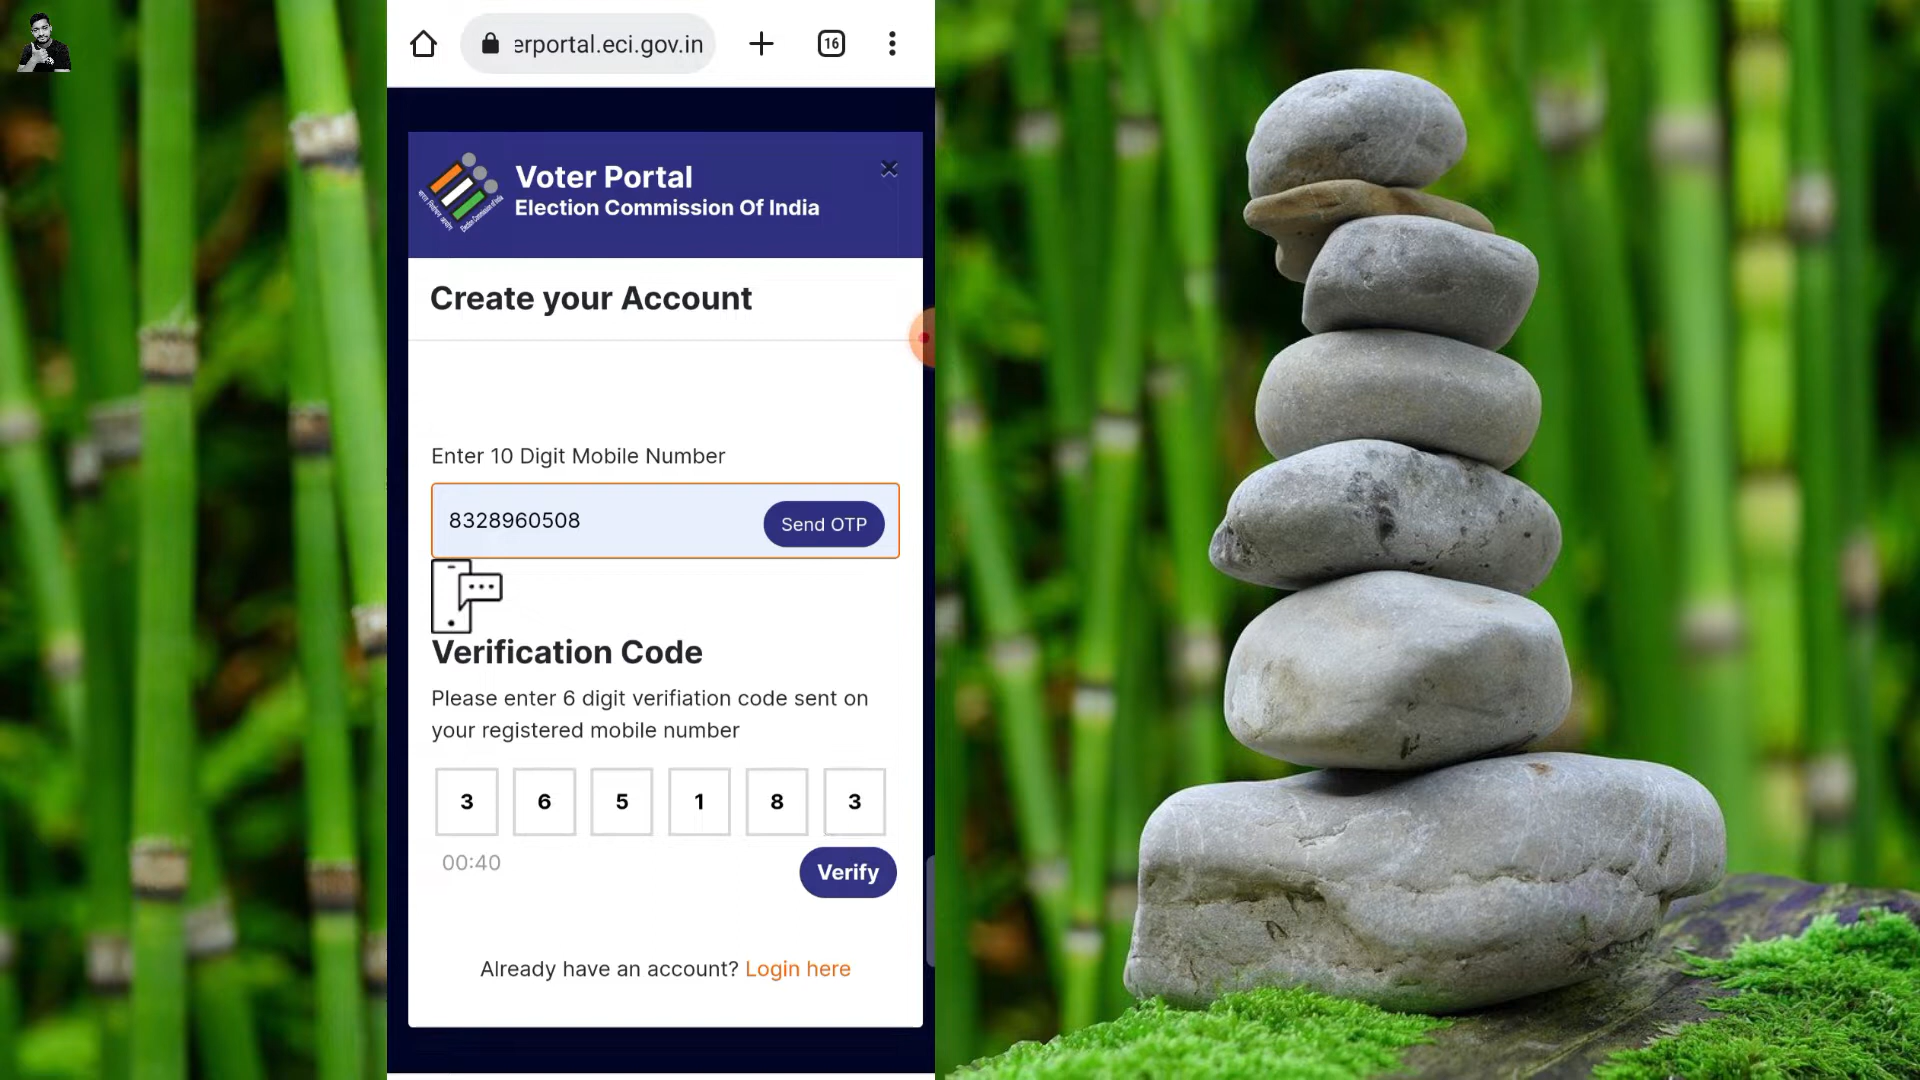 erportal.eci.gov.in
16
Voter Portal
Election Commission Of India
Create your Account
Enter 10 Digit Mobile Number
8328960508
Send OTP
Verification Code
Please enter 6 digit verifiation code sent on
your registered mobile number
3 6 5 1 8 3
00:40
Verify
Already have an account? Login here